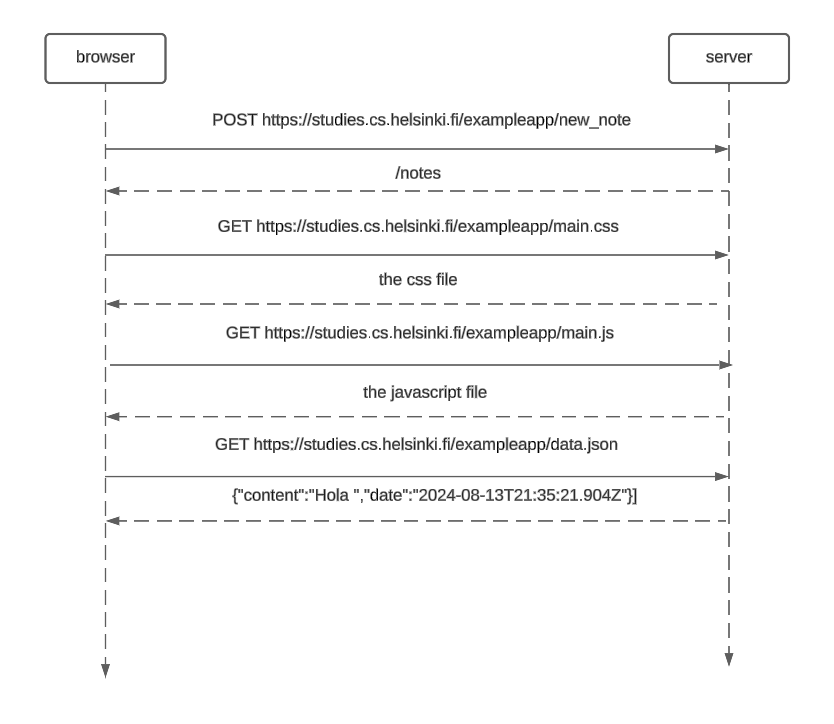 browser
server
POST https://studies.cs.helsinki.fi/exampleapp/new_note
/notes
GET https://studies.cs.helsinki.fi/exampleapp/main.css
the css file
GET https://studies.cs.helsinki.fi/exampleapp/main.js
the javascript file
GET https://studies.cs.helsinki.fi/exampleapp/data.json
{"content":"Hola ","date":"2024-08-13T21:35:21.904Z"}]